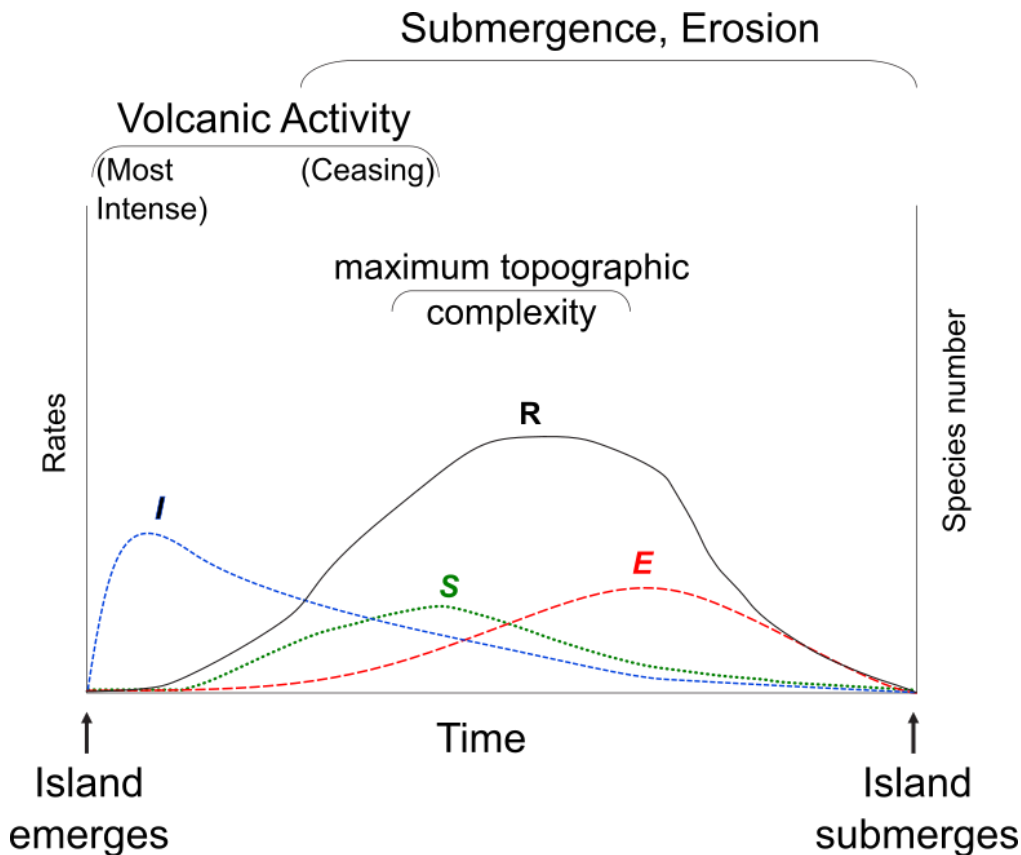 Submergence, Erosion
Volcanic Activity
(Most
Intense)
(Ceasing)
maximum topographic
complexity
Rates
Species number
R
I
S
E
Time
Island
emerges
Island
submerges